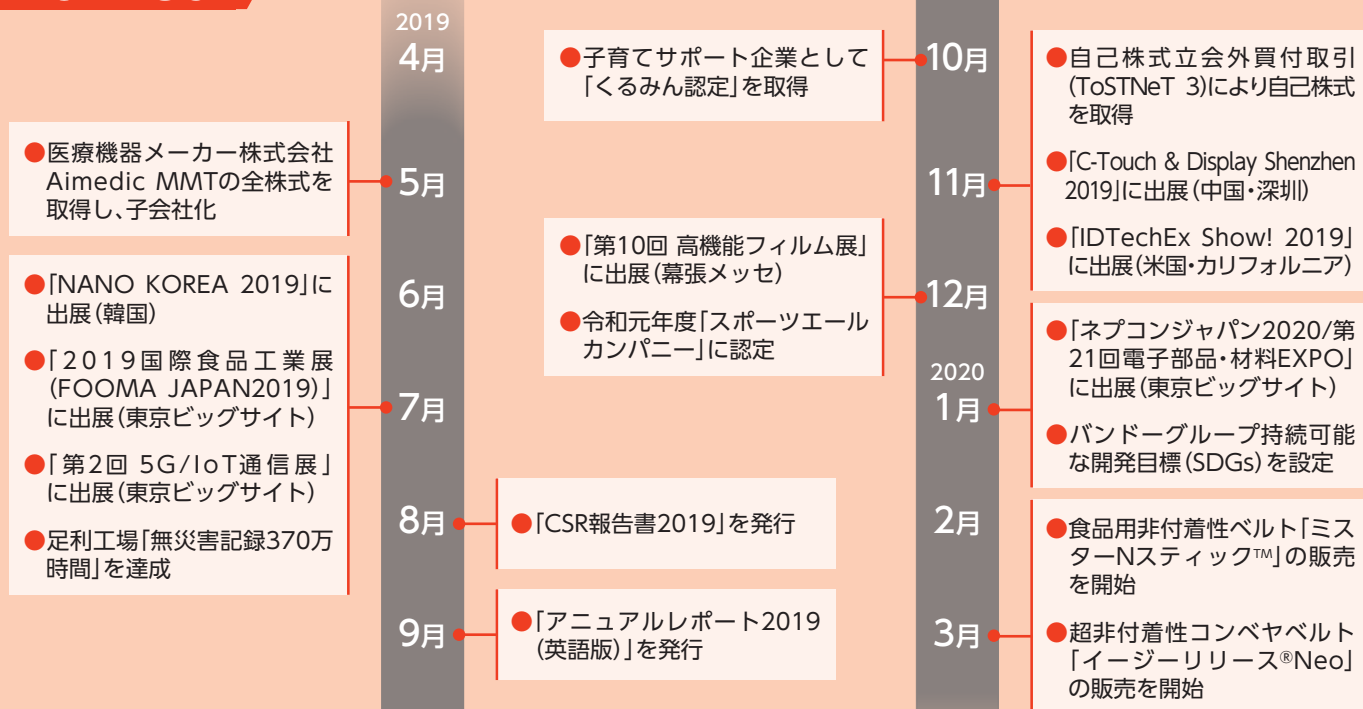 2019
4月
●医療機器メーカー株式会社
Aimedic MMTの全株式を
取得し、子会社化
5月
6月
●「NANO KOREA 2019」に
出展(韓国)
●「2019国際食品工業展
(FOOMA JAPAN2019)」
に出展(東京ビッグサイト)
●「第2回 5G/IoT通信展」
に出展(東京ビッグサイト)
●足利工場「無災害記録370万
時間」を達成
7月
8月
●「CSR報告書2019」を発行
9月
●「アニュアルレポート2019
(英語版)」を発行
●子育てサポート企業として
「くるみん認定」を取得
10月
●自己株式立会外買付取引
(ToSTNeT 3)により自己株式
を取得
●「C-Touch & Display Shenzhen
2019」に出展(中国・深圳)
●「IDTechEx Show! 2019」
に出展(米国・カリフォルニア)
11月
●「第10回 高機能フィルム展」
に出展(幕張メッセ)
●令和元年度「スポーツエール
カンパニー」に認定
12月
2020
1月
●「ネプコンジャパン2020/第
21回電子部品・材料EXPO」
に出展(東京ビッグサイト)
●バンドーグループ持続可能
な開発目標(SDGs)を設定
2月
3月
●食品用非付着性ベルト「ミス
ターNスティック™」の販売
を開始
●超非付着性コンベヤベルト
「イージーリリース®Neo」
の販売を開始